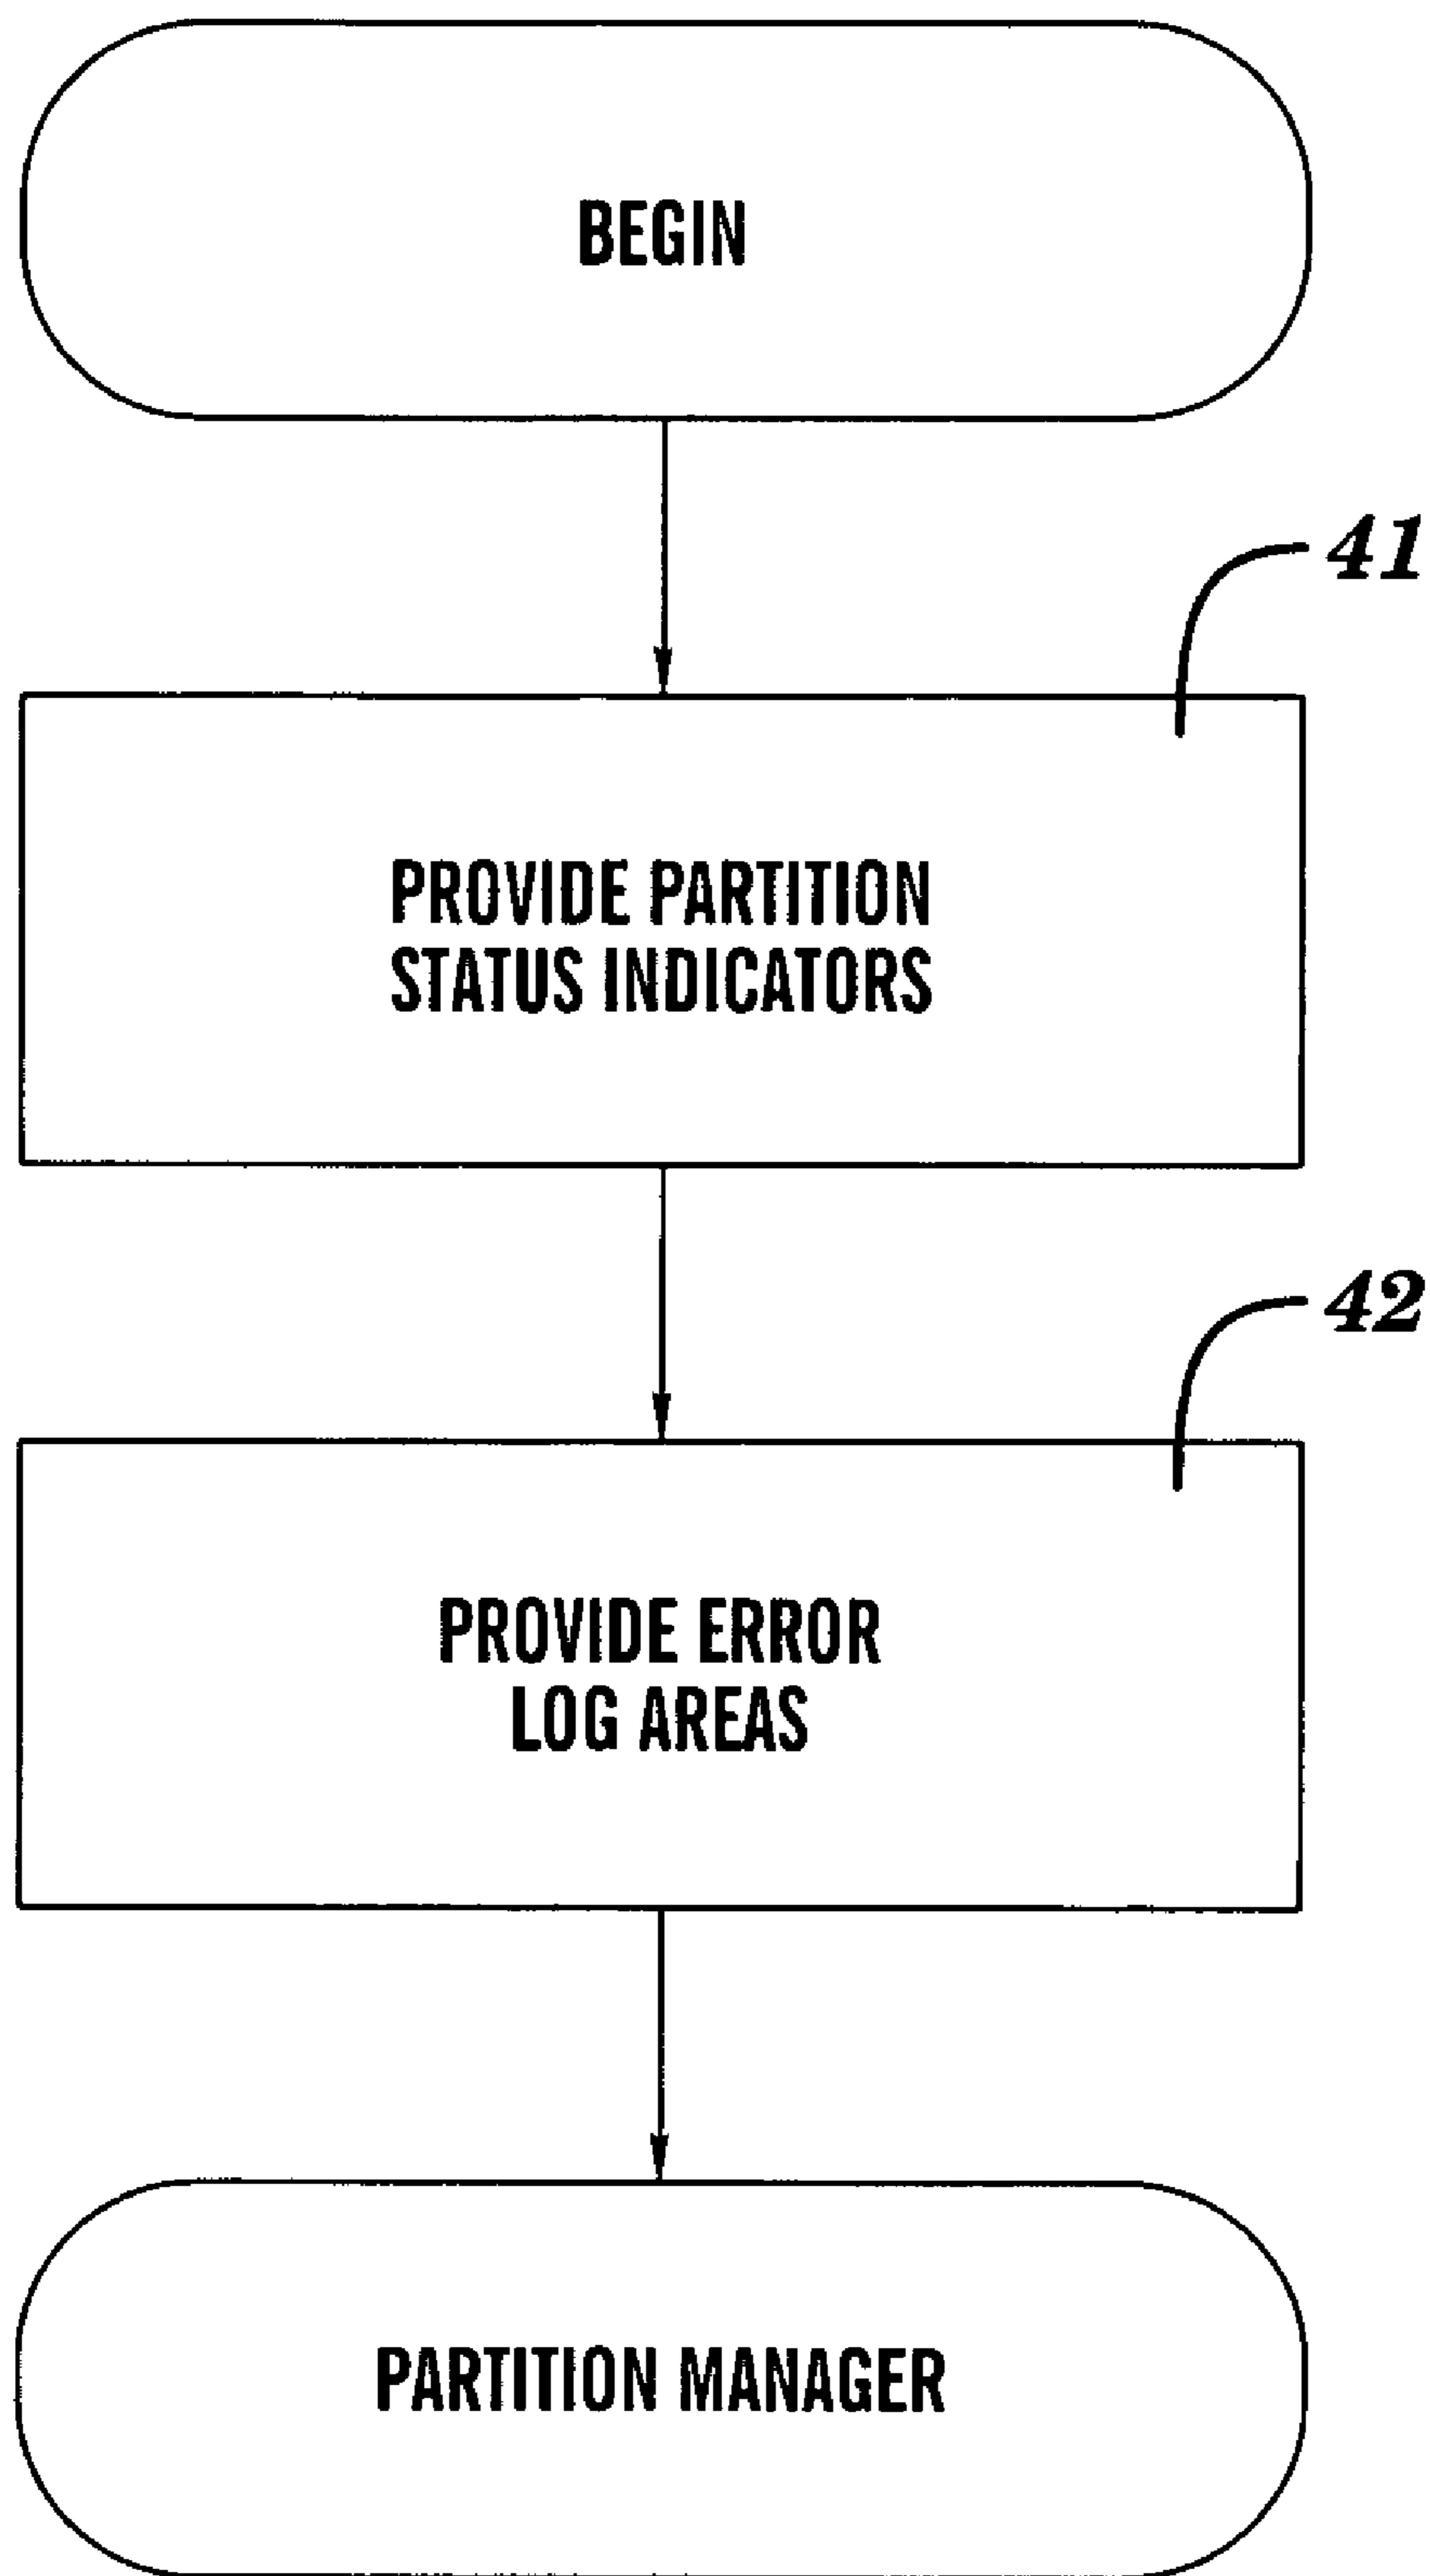 BEGIN
41
PROVIDE PARTITION
STATUS INDICATORS
42
PROVIDE ERROR
LOG AREAS
PARTITION MANAGER